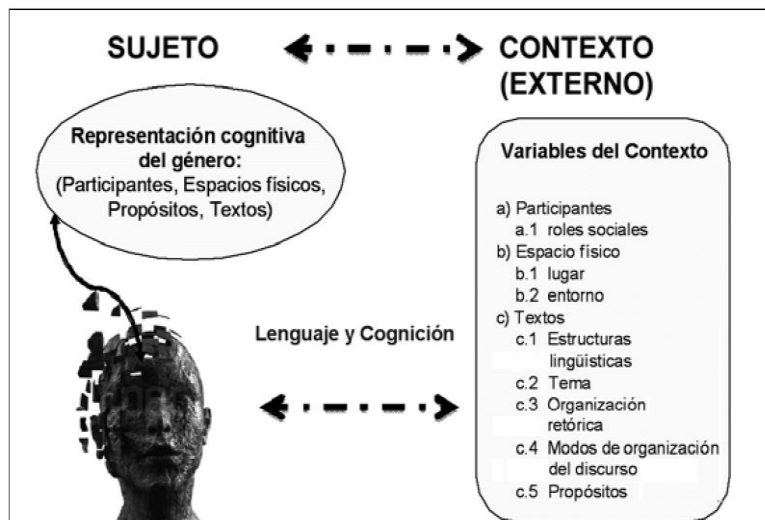 SUJETO
CONTEXTO
(EXTERNO)
Representación cognitiva
del género:
(Participantes, Espacios físicos,
Propósitos, Textos)
Lenguaje y Cognición
Variables del Contexto
a) Participantes
a.1 roles sociales
b) Espacio físico
b.1 lugar
b.2 entorno
c) Textos
c.1 Estructuras
lingüísticas
c.2 Tema
c.3 Organización
retórica
c.4 Modos de organización
del discurso
c.5 Propósitos